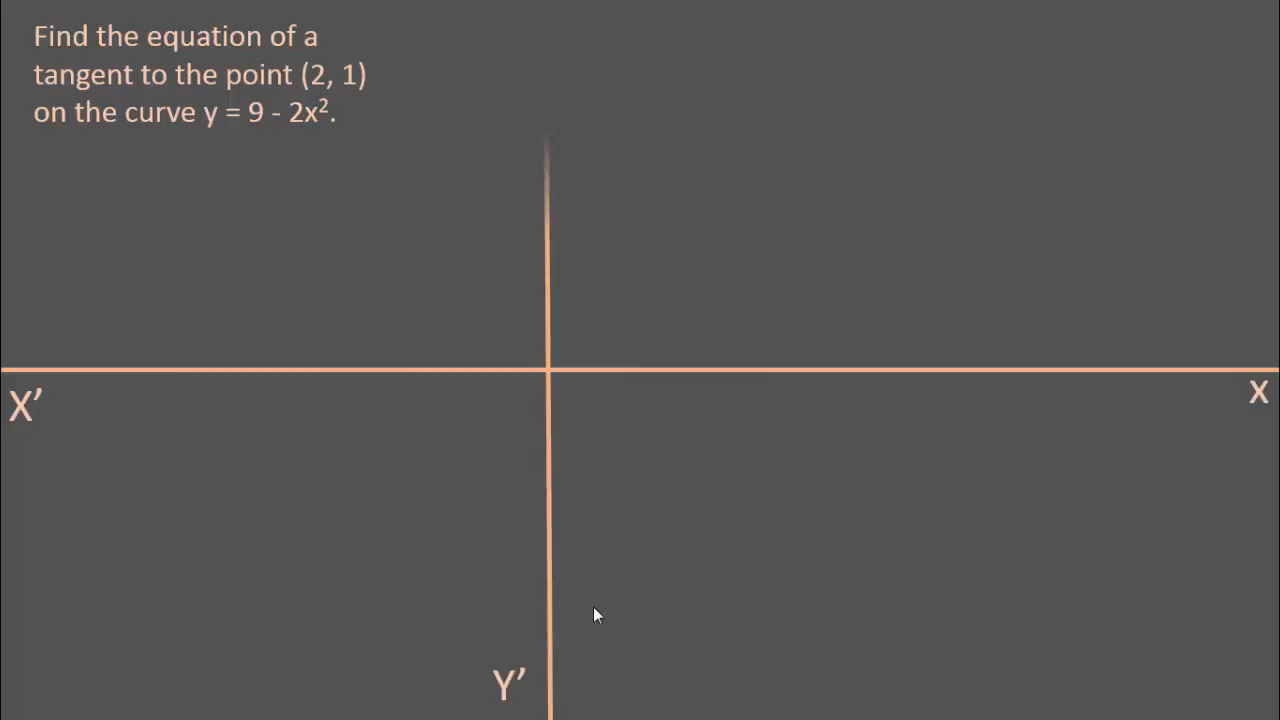 Find the equation of a
tangent to the point (2, 1)
on the curve y = 9 - 2x².
X’
x
Y’